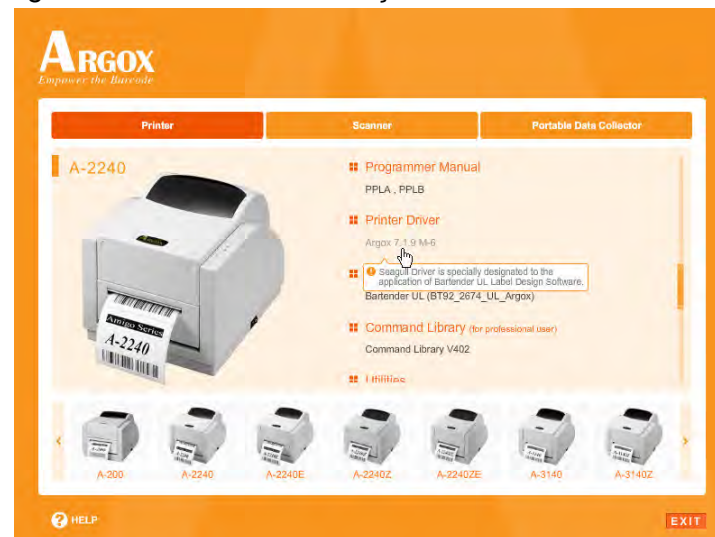 ARGOX
Empower the Barcode
Printer
Scanner
Portable Data Collector
A-2240
Programmer Manual
PPLA , PPLB
Printer Driver
Argox 7.1.9 M-6
Seagull Driver is specially designated to the
application of Bartender UL Label Design Software.
Bartender UL (BT92_2674_UL_Argox)
Command Library (for professional user)
Command Library V402
Utilities
Argox
Amigo Series
A-2240
A-200
A-2240
A-2240E
A-2240Z
A-2240ZE
A-3140
A-3140Z
HELP
EXIT